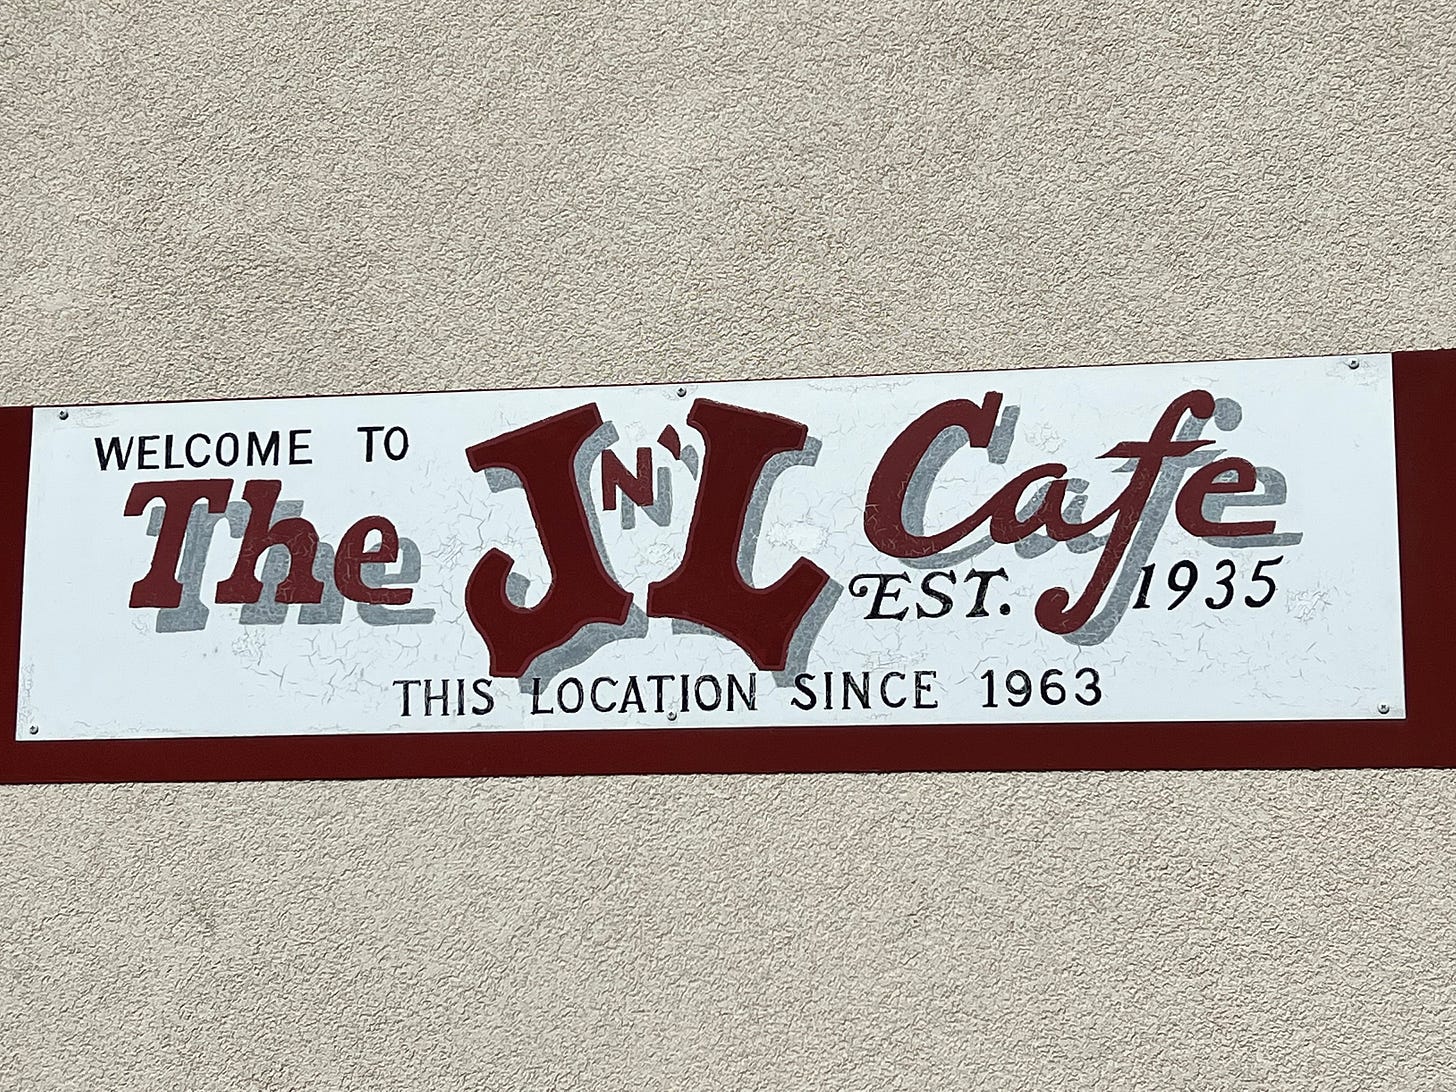 WELCOME TO
The J N' L Cafe
EST. 1935
THIS LOCATION SINCE 1963